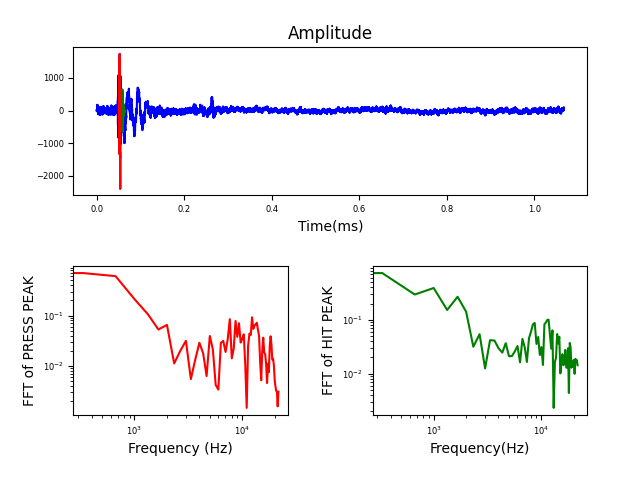 Amplitude
1000
0
−1000
−2000
0.0 0.2 0.4 0.6 0.8 1.0
Time(ms)
FFT of PRESS PEAK
10⁻¹
10⁻²
10³ 10⁴
Frequency (Hz)
FFT of HIT PEAK
10⁻¹
10⁻²
10³ 10⁴
Frequency(Hz)